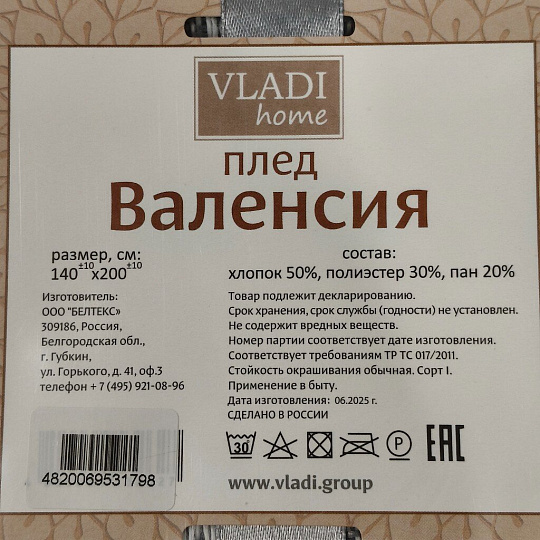 VLADI
home
плед
Валенсия
размер, см:
140±10х200±10
состав:
хлопок 50%, полиэстер 30%, пан 20%
Изготовитель:
ООО "БЕЛТЕКС"
309186, Россия,
Белгородская обл.,
г. Губкин,
ул. Горького, д. 41, оф.3
телефон + 7 (495) 921-08-96
Товар подлежит декларированию.
Срок хранения, срок службы (годности) не установлен.
Не содержит вредных веществ.
Номер партии соответствует дате изготовления.
Соответствует требованиям ТР ТС 017/2011.
Стойкость окрашивания обычная. Сорт I.
Применение в быту.
Дата изготовления: 06.2025 г.
СДЕЛАНО В РОССИИ
30
P
EAC
4820069531798
www.vladi.group